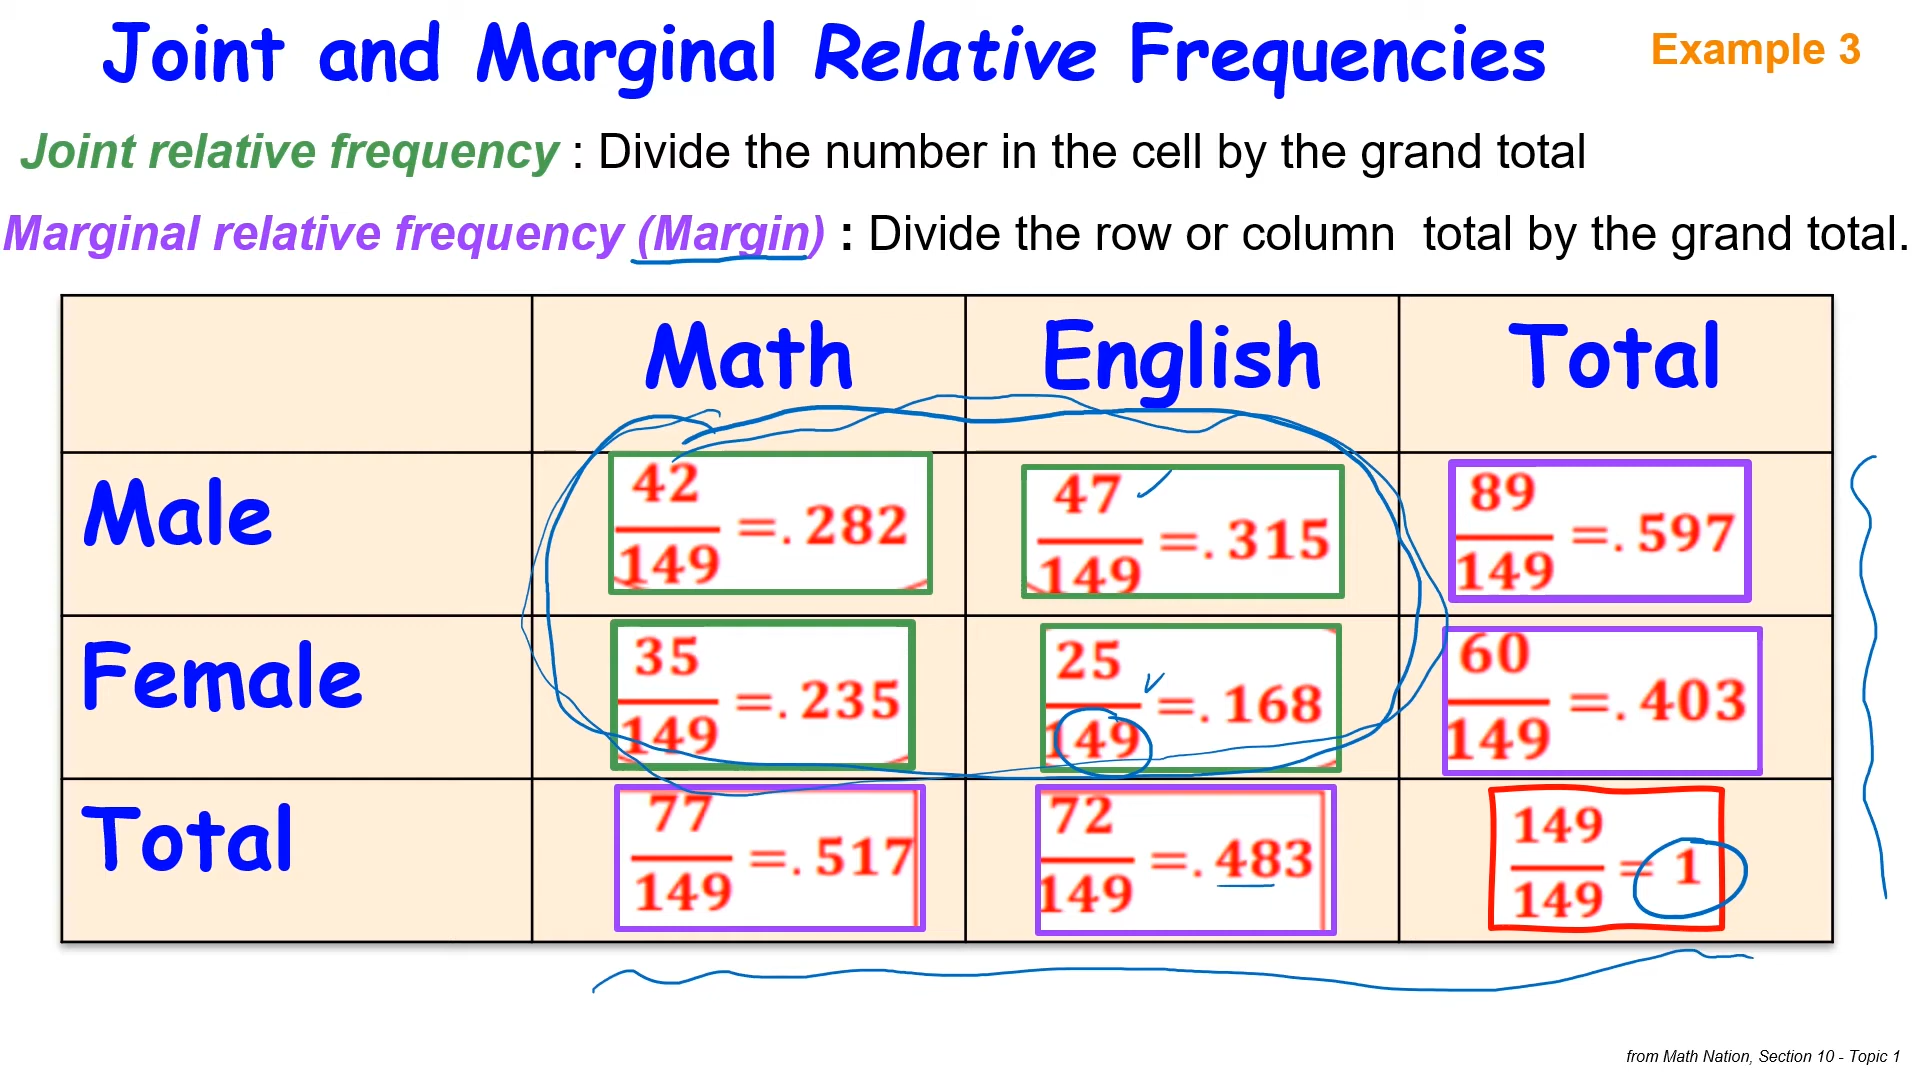 Joint and Marginal Relative Frequencies
Example 3
Joint relative frequency : Divide the number in the cell by the grand total
Marginal relative frequency (Margin) : Divide the row or column total by the grand total.
Math English Total
Male 42/149 =. 282 47/149 =. 315 89/149 =. 597
Female 35/149 =. 235 25/149 =. 168 60/149 =. 403
Total 77/149 =. 517 72/149 =. 483 149/149 = 1
from Math Nation, Section 10 - Topic 1